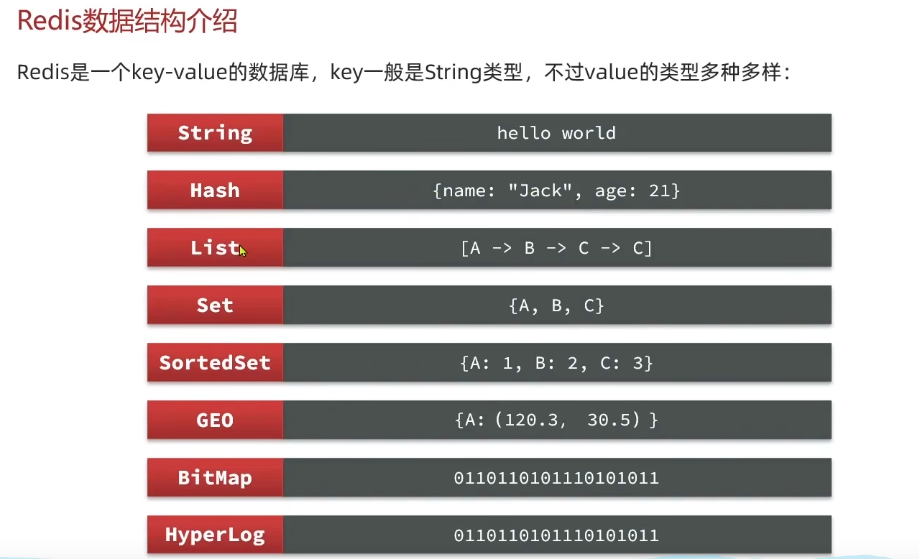 Redis数据结构介绍
Redis是一个key-value的数据库，key一般是String类型，不过value的类型多种多样：
String hello world
Hash {name: "Jack", age: 21}
List [A -> B -> C -> C]
Set {A, B, C}
SortedSet {A: 1, B: 2, C: 3}
GEO {A:（120.3, 30.5）}
BitMap 0110110101110101011
HyperLog 0110110101110101011